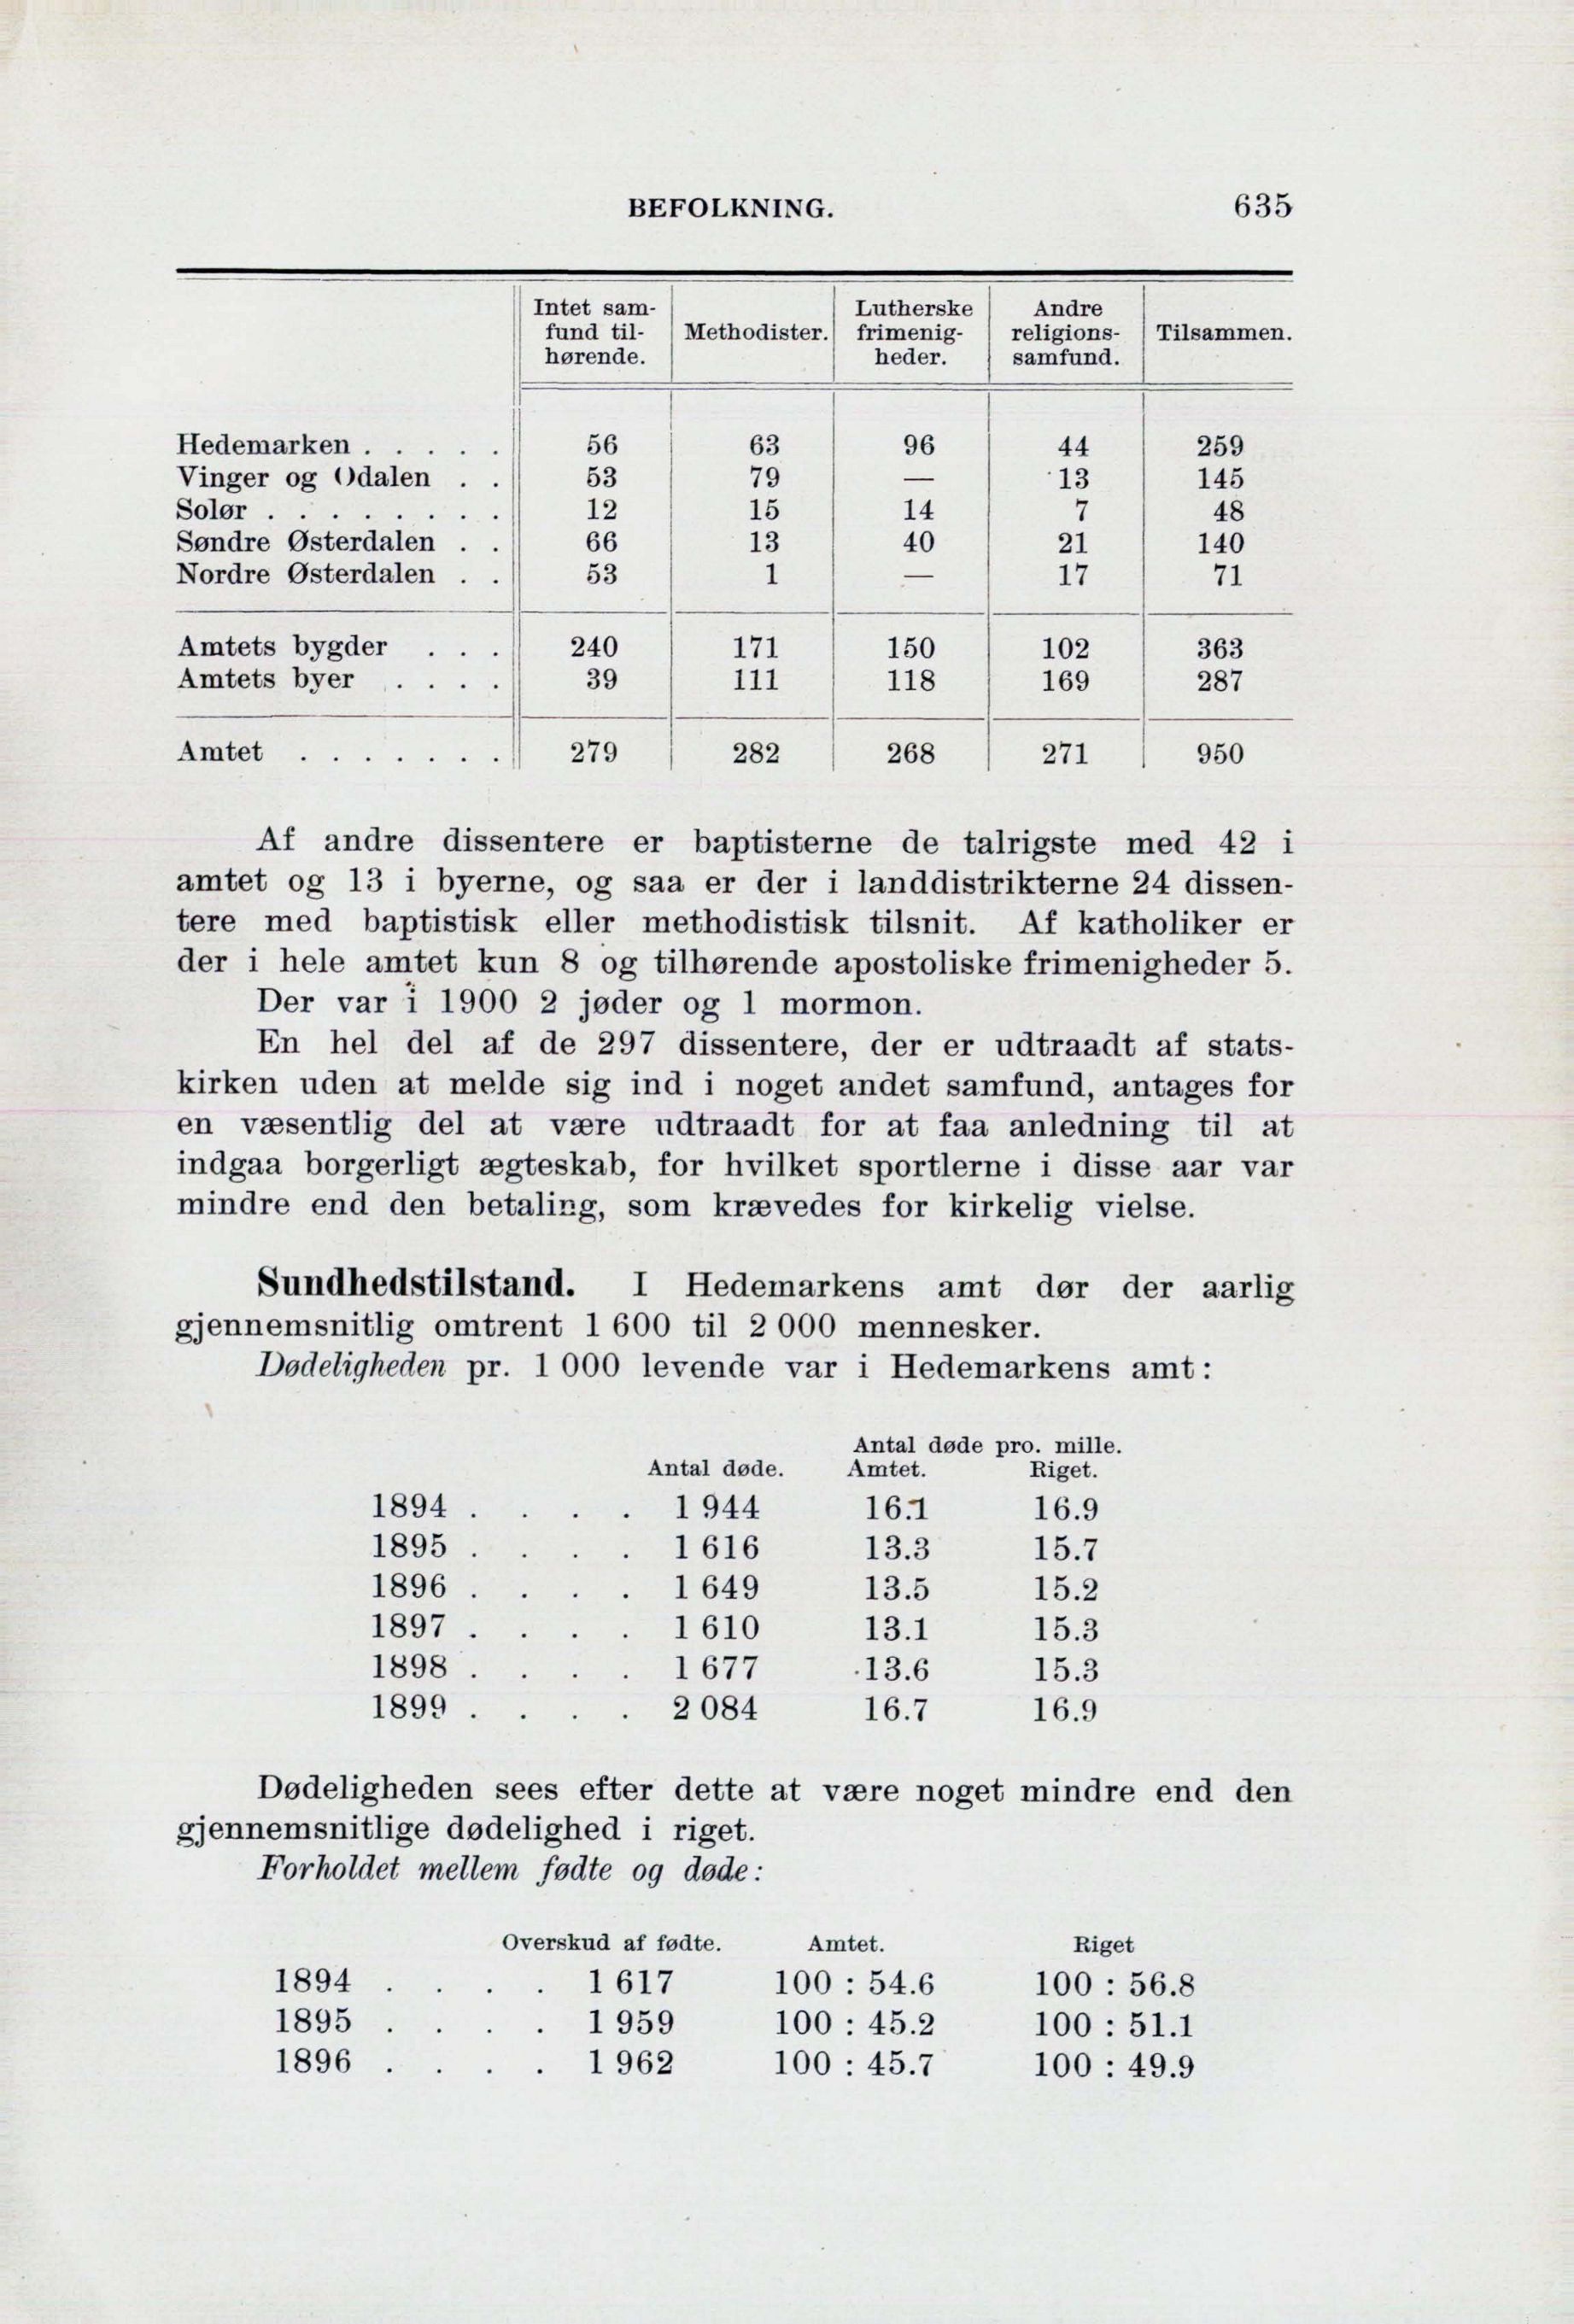 BEFOLKNING. 635
Intet sam- Lutherske Andre
fund til- Methodister. frimenig- religions- Tilsammen.
hørende. heder. samfund.
Hedemarken . . . . . 56 63 96 44 259
Vinger og Odalen . . 53 79 — 13 145
Solør . . . . . . . . 12 15 14 7 48
Søndre Østerdalen . . 66 13 40 21 140
Nordre Østerdalen . . 53 1 — 17 71
Amtets bygder . . . 240 171 150 102 363
Amtets byer . . . . 39 111 118 169 287
Amtet . . . . . . . 279 282 268 271 950
Af andre dissentere er baptisterne de talrigste med 42 i
amtet og 13 i byerne, og saa er der i landdistrikterne 24 dissen-
tere med baptistisk eller methodistisk tilsnit. Af katholiker er
der i hele amtet kun 8 og tilhørende apostoliske frimenigheder 5.
Der var i 1900 2 jøder og 1 mormon.
En hel del af de 297 dissentere, der er udtraadt af stats-
kirken uden at melde sig ind i noget andet samfund, antages for
en væsentlig del at være udtraadt for at faa anledning til at
indgaa borgerligt ægteskab, for hvilket sportlerne i disse aar var
mindre end den betaling, som krævedes for kirkelig vielse.
Sundhedstilstand. I Hedemarkens amt dør der aarlig
gjennemsnitlig omtrent 1 600 til 2 000 mennesker.
Dødeligheden pr. 1 000 levende var i Hedemarkens amt:
Antal døde pro. mille.
Antal døde. Amtet. Riget.
1894 . . . . 1 944 16.1 16.9
1895 . . . . 1 616 13.3 15.7
1896 . . . . 1 649 13.5 15.2
1897 . . . . 1 610 13.1 15.3
1898 . . . . 1 677 13.6 15.3
1899 . . . . 2 084 16.7 16.9
Dødeligheden sees efter dette at være noget mindre end den
gjennemsnitlige dødelighed i riget.
Forholdet mellem fødte og døde:
Overskud af fødte. Amtet. Riget
1894 . . . . 1 617 100 : 54.6 100 : 56.8
1895 . . . . 1 959 100 : 45.2 100 : 51.1
1896 . . . . 1 962 100 : 45.7 100 : 49.9